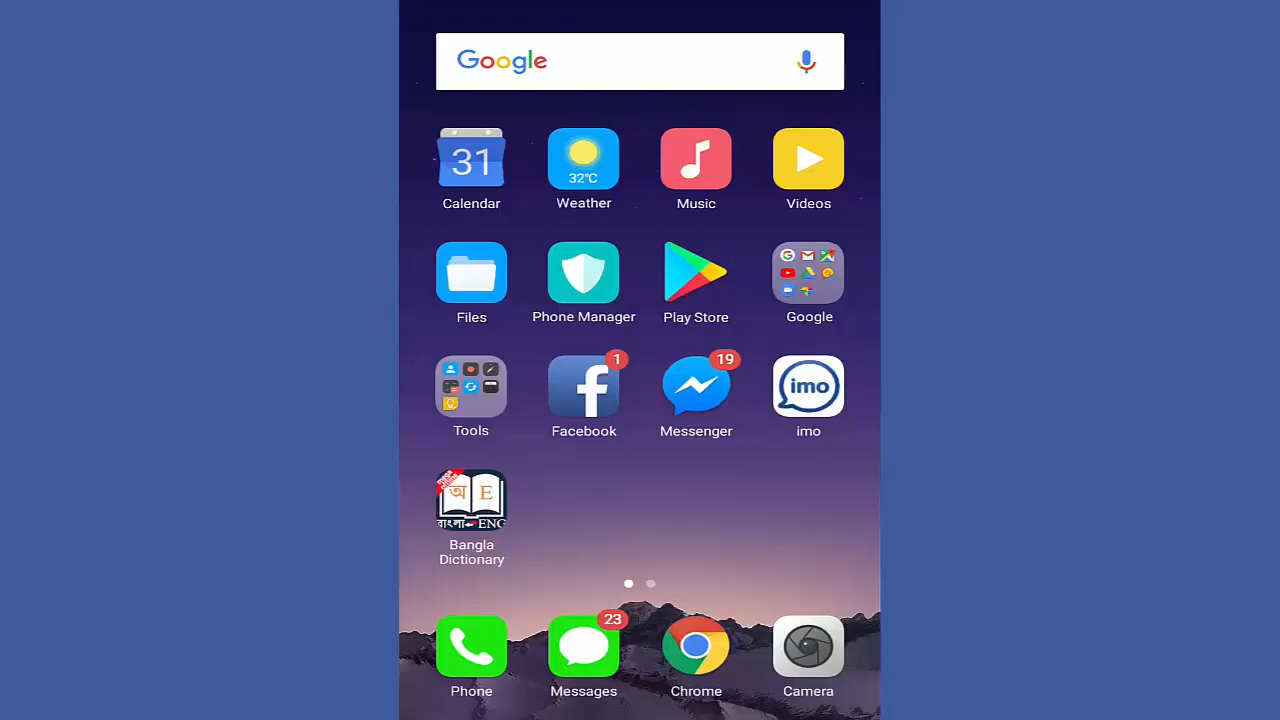 Google
31
Calendar
32°C
Weather
Music
Videos
Files
Phone Manager
Play Store
Google
Tools
1
Facebook
19
Messenger
imo
imo
অ E
বাংলা ENG
Bangla
Dictionary
Phone
23
Messages
Chrome
Camera